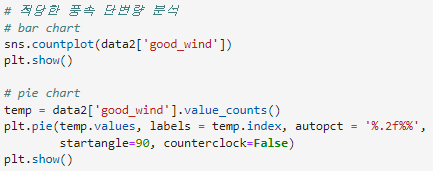 # 적당한 풍속 단변량 분석
# bar chart
sns.countplot(data2['good_wind'])
plt.show()
# pie chart
temp = data2['good_wind'].value_counts()
plt.pie(temp.values, labels = temp.index, autopct = '%.2f%%',
startangle=90, counterclock=False)
plt.show()